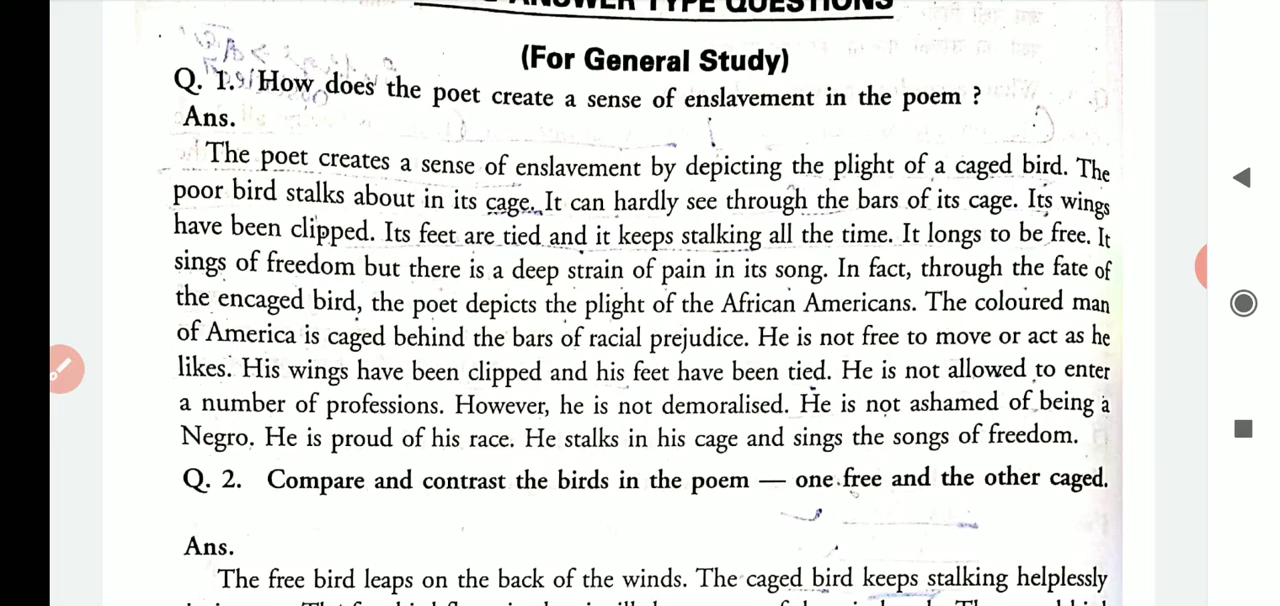 ANSWER TYPE QUESTIONS
(For General Study)
Q. 1. How does the poet create a sense of enslavement in the poem ?
Ans.
The poet creates a sense of enslavement by depicting the plight of a caged bird. The
poor bird stalks about in its cage. It can hardly see through the bars of its cage. Its wings
have been clipped. Its feet are tied and it keeps stalking all the time. It longs to be free. It
sings of freedom but there is a deep strain of pain in its song. In fact, through the fate of
the encaged bird, the poet depicts the plight of the African Americans. The coloured man
of America is caged behind the bars of racial prejudice. He is not free to move or act as he
likes. His wings have been clipped and his feet have been tied. He is not allowed to enter
a number of professions. However, he is not demoralised. He is not ashamed of being a
Negro. He is proud of his race. He stalks in his cage and sings the songs of freedom.
Q. 2. Compare and contrast the birds in the poem — one free and the other caged.
Ans.
The free bird leaps on the back of the winds. The caged bird keeps stalking helplessly